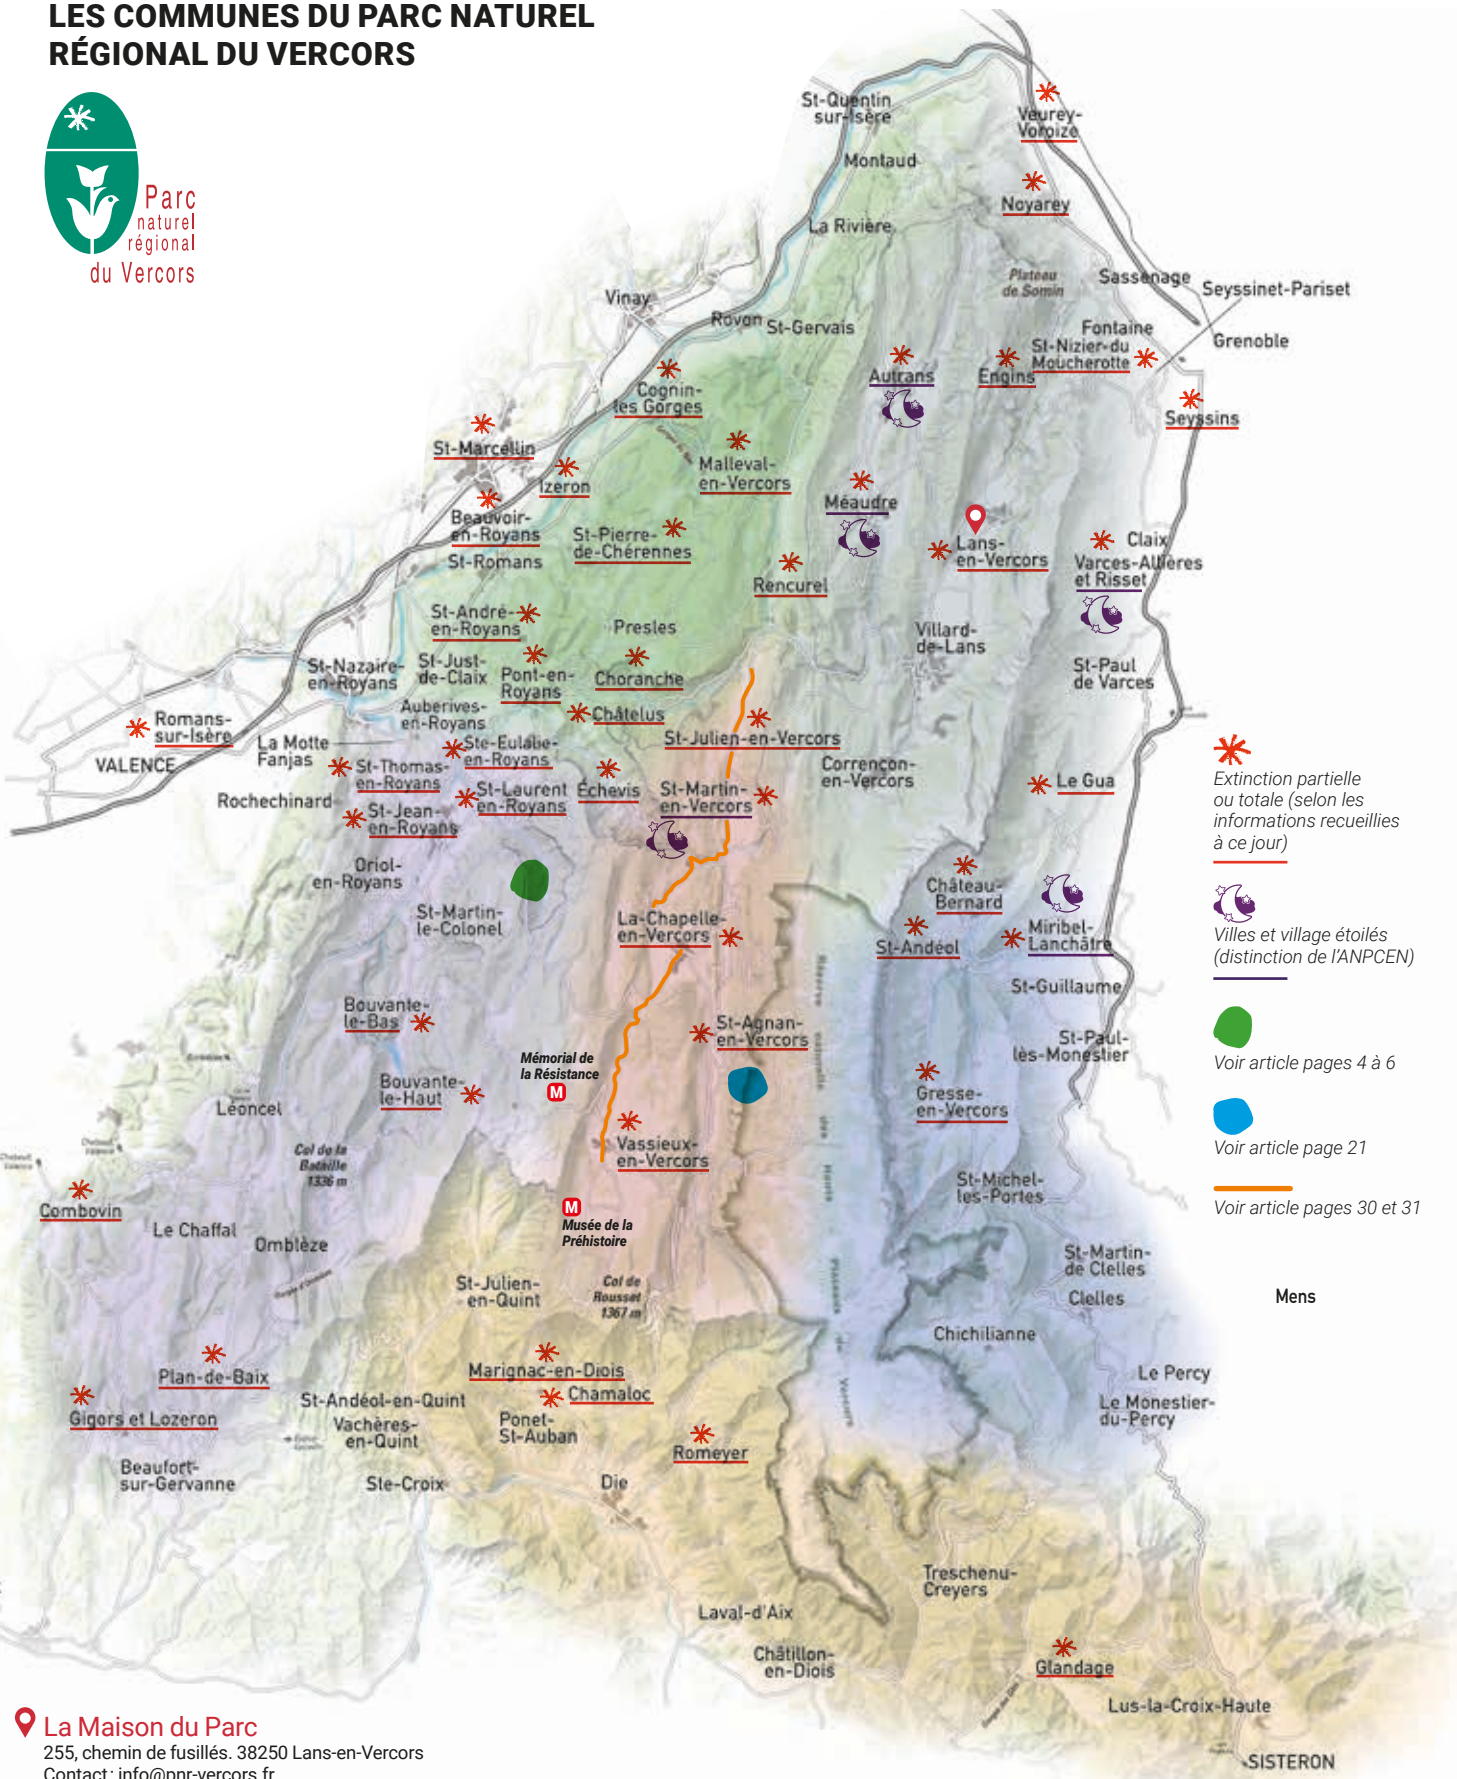 LES COMMUNES DU PARC NATUREL
RÉGIONAL DU VERCORS
Parc
naturel
régional
du Vercors
St-Quentin
sur-Isère
Veurey-
Voroize
Montaud
Noyarey
La Rivière
Plateau
de Somin
Sassenage
Seyssinet-Pariset
Vinay
Rovon
St-Gervais
Fontaine
Grenoble
St-Nizier-du
Moucherotte
Autrans
Engins
Cognin-
les Gorges
Seyssins
St-Marcellin
Malleval-
en-Vercors
Izeron
Méaudre
Beauvoir-
en-Royans
St-Pierre-
de-Chérennes
Lans-
en-Vercors
Claix
Varces-Allières
et Risset
St-Romans
Rencurel
St-André-
en-Royans
Presles
Villard-
de-Lans
St-Nazaire-
en-Royans
St-Just-
de-Claix
Pont-en-
Royans
Choranche
St-Paul
de Varces
Auberives-
en-Royans
Châtelus
Romans-
sur-Isère
St-Julien-en-Vercors
La Motte
Fanjas
Ste-Eulalie-
en-Royans
VALENCE
St-Thomas-
en-Royans
Corrençon-
en-Vercors
Le Gua
Rochechinard
St-Laurent
en-Royans
Échevis
St-Martin-
en-Vercors
St-Jean-
en-Royans
Extinction partielle
ou totale (selon les
informations recueillies
à ce jour)
Oriol-
en-Royans
Château-
Bernard
St-Martin-
le-Colonel
La-Chapelle-
en-Vercors
St-Andéol
Miribel-
Lanchâtre
Villes et village étoilés
(distinction de l'ANPCEN)
St-Guillaume
Bouvante-
le-Bas
St-Agnan-
en-Vercors
St-Paul-
lès-Monestier
Voir article pages 4 à 6
Mémorial de
la Résistance
M
Bouvante-
le-Haut
Gresse-
en-Vercors
Léoncel
Vassieux-
en-Vercors
Voir article page 21
Col de la
Bataille
1336 m
St-Michel-
les-Portes
Combovin
M
Musée de la
Préhistoire
Voir article pages 30 et 31
Le Chaffal
Omblèze
St-Martin-
de Clelles
St-Julien-
en-Quint
Col de
Rousset
1367 m
Clelles
Mens
Chichilianne
Plan-de-Baix
Marignac-en-Diois
Le Percy
Gigors et Lozeron
St-Andéol-en-Quint
Chamaloc
Le Monestier-
du-Percy
Vachères-
en-Quint
Ponet-
St-Auban
Romeyer
Beaufort-
sur-Gervanne
Ste-Croix
Die
Treschenu-
Creyers
Laval-d'Aix
Châtillon-
en-Diois
Glandage
Lus-la-Croix-Haute
SISTERON
La Maison du Parc
255, chemin de fusillés. 38250 Lans-en-Vercors
Contact : info@pnr-vercors.fr